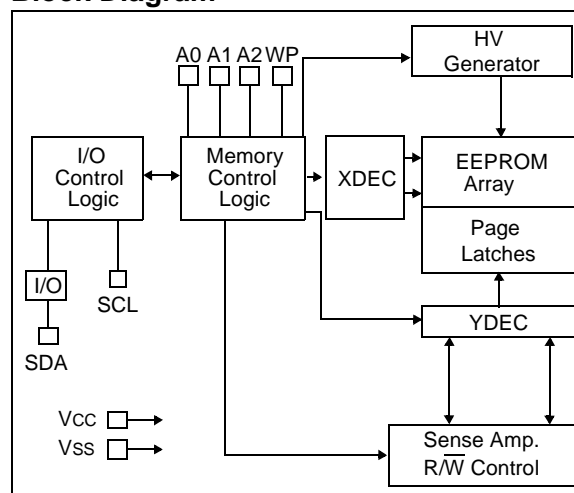 Block Diagram
A0 A1 A2 WP
HV
Generator
I/O
Control
Logic
Memory
Control
Logic
XDEC
EEPROM
Array
Page
Latches
I/O
SCL
SDA
YDEC
VCC
VSS
Sense Amp.
R/W̅ Control